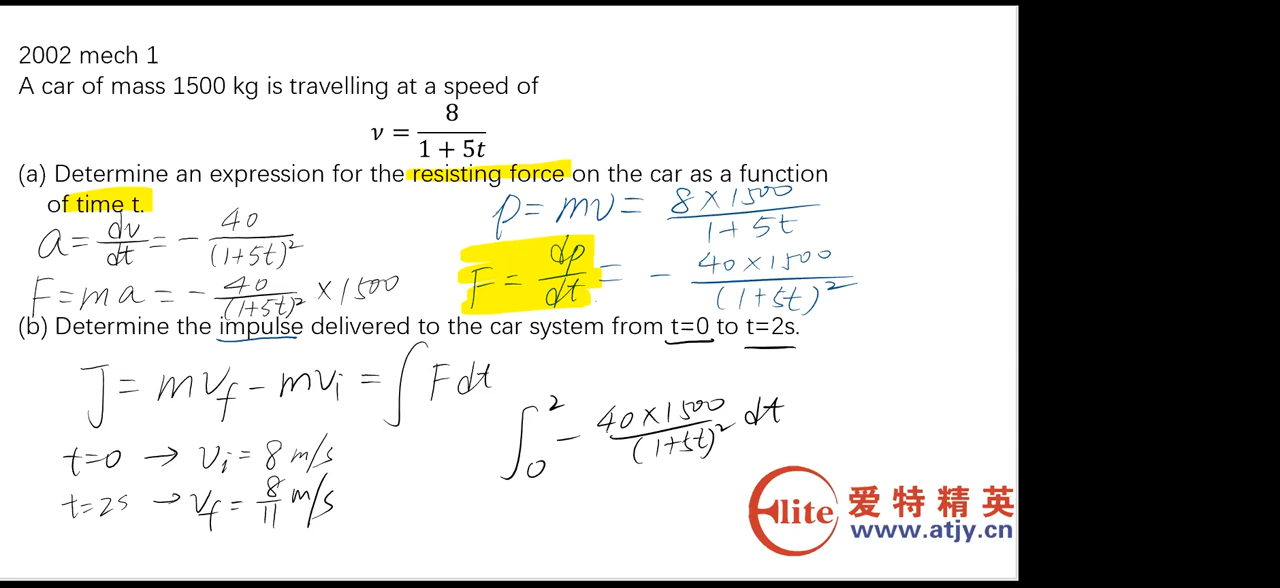 2002 mech 1
A car of mass 1500 kg is travelling at a speed of
v = 8/(1 + 5t)
(a) Determine an expression for the resisting force on the car as a function
of time t.
a = dv/dt = - 40/(1+5t)²
F = ma = - 40/(1+5t)² × 1500
p = mv = 8 × 1500/(1 + 5t)
F = dp/dt = - 40 × 1500/(1+5t)²
(b) Determine the impulse delivered to the car system from t=0 to t=2s.
J = mv_f - mv_i = ∫ F dt
t=0 → v_i = 8 m/s
t=2s → v_f = 8/11 m/s
∫₀² - 40×1500/(1+5t)² dt
Elite 爱特精英
www.atjy.cn